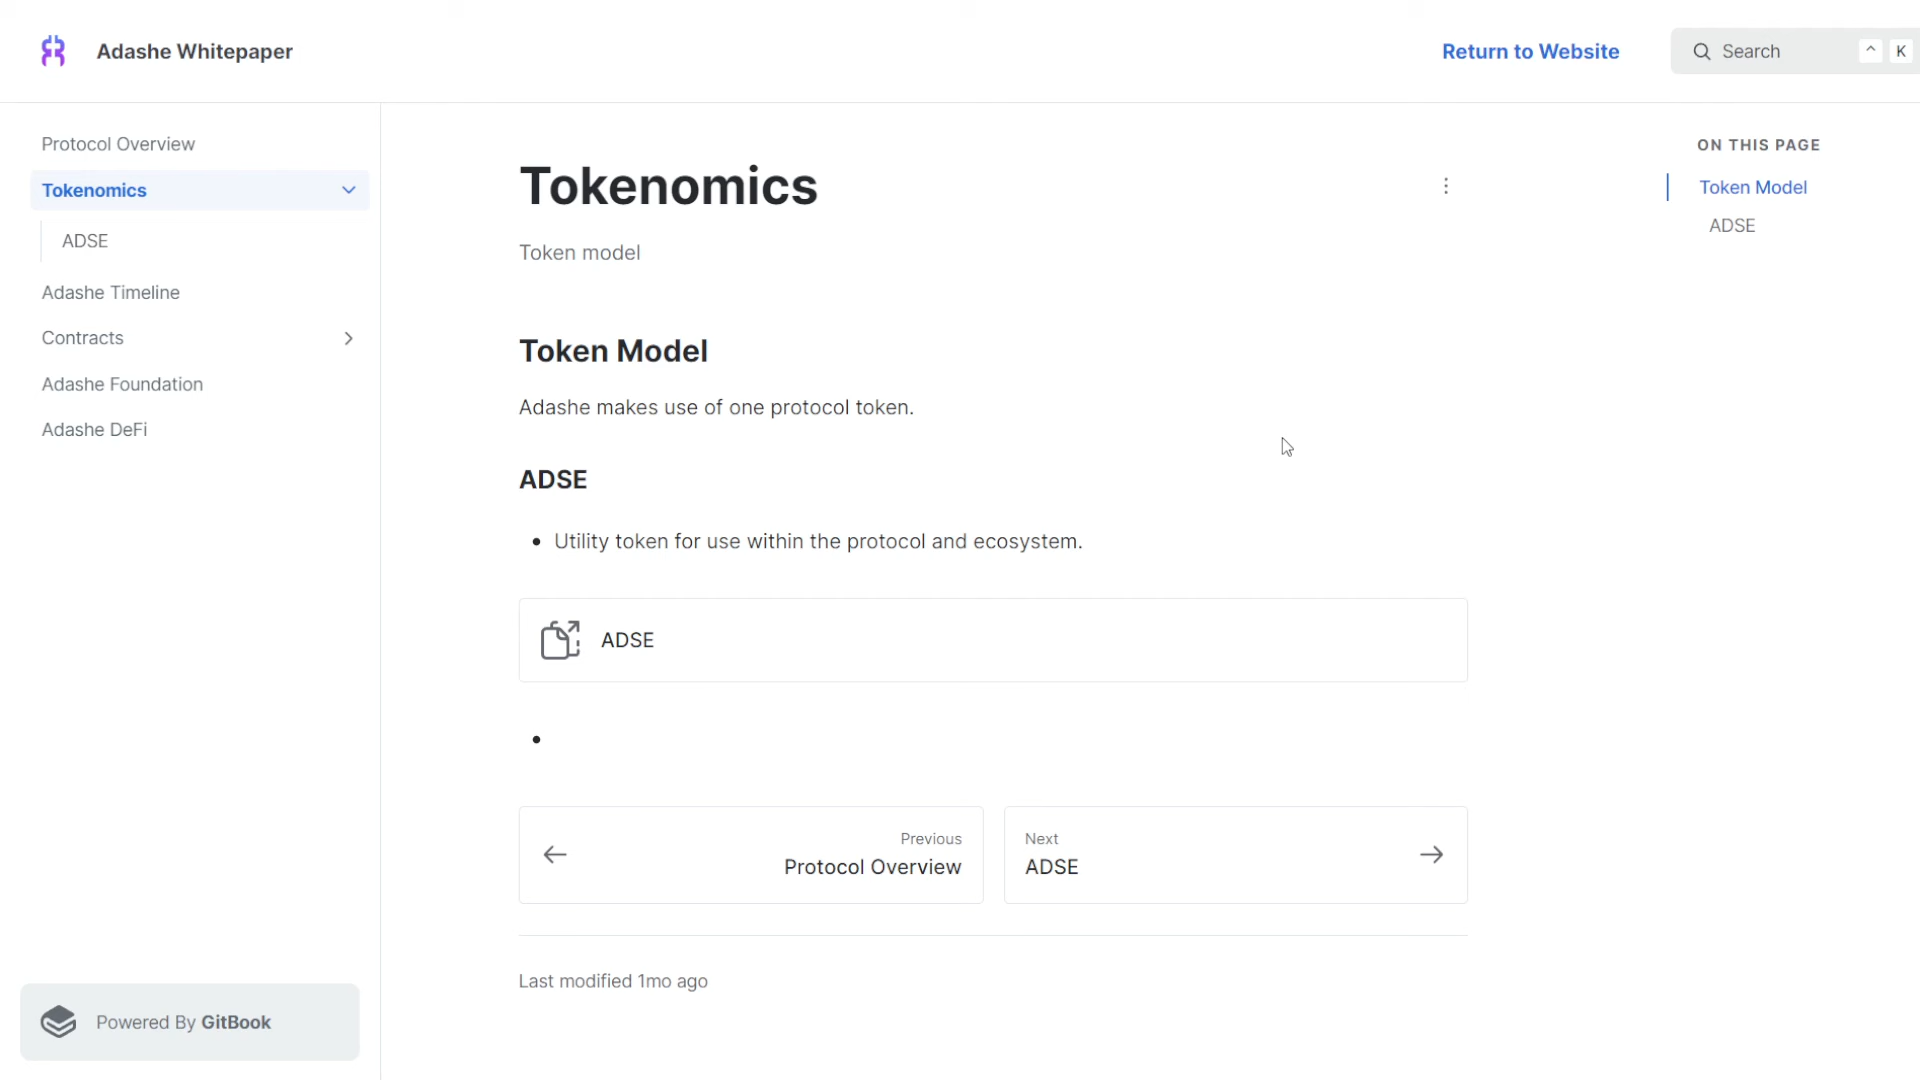 Adashe Whitepaper
Return to Website
Search
^ K
Protocol Overview
Tokenomics
ADSE
Adashe Timeline
Contracts
Adashe Foundation
Adashe DeFi
Powered By GitBook
Tokenomics
Token model
Token Model
Adashe makes use of one protocol token.
ADSE
• Utility token for use within the protocol and ecosystem.
ADSE
•
Previous
Protocol Overview
Next
ADSE
Last modified 1mo ago
ON THIS PAGE
Token Model
ADSE